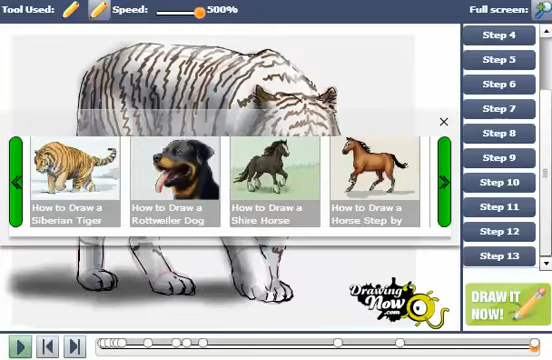 Tool Used:
Speed:
500%
Full screen:
Step 4
Step 5
Step 6
Step 7
Step 8
Step 9
Step 10
Step 11
Step 12
Step 13
How to Draw a
Siberian Tiger
How to Draw a
Rottweiler Dog
How to Draw a
Shire Horse
How to Draw a
Horse Step by
Drawing
Now
.com
DRAW IT
NOW!